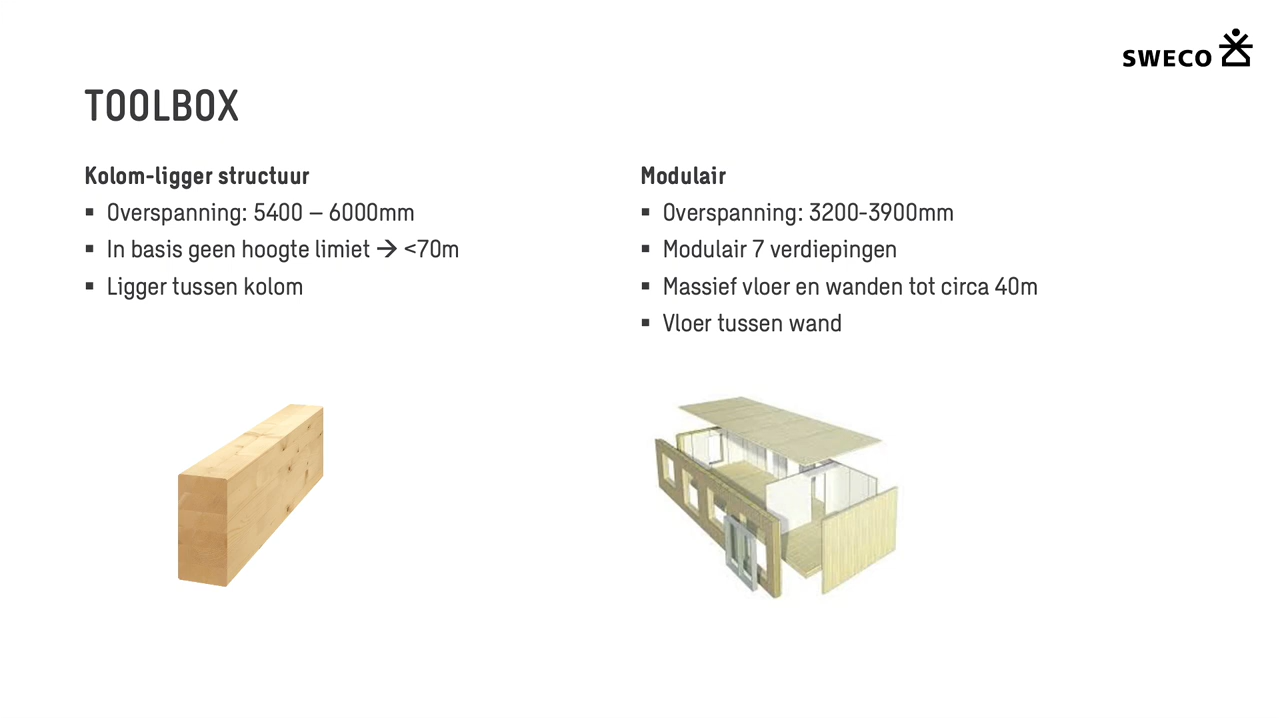 SWECO
TOOLBOX
Kolom-ligger structuur
▪ Overspanning: 5400 – 6000mm
▪ In basis geen hoogte limiet → <70m
▪ Ligger tussen kolom
Modulair
▪ Overspanning: 3200-3900mm
▪ Modulair 7 verdiepingen
▪ Massief vloer en wanden tot circa 40m
▪ Vloer tussen wand